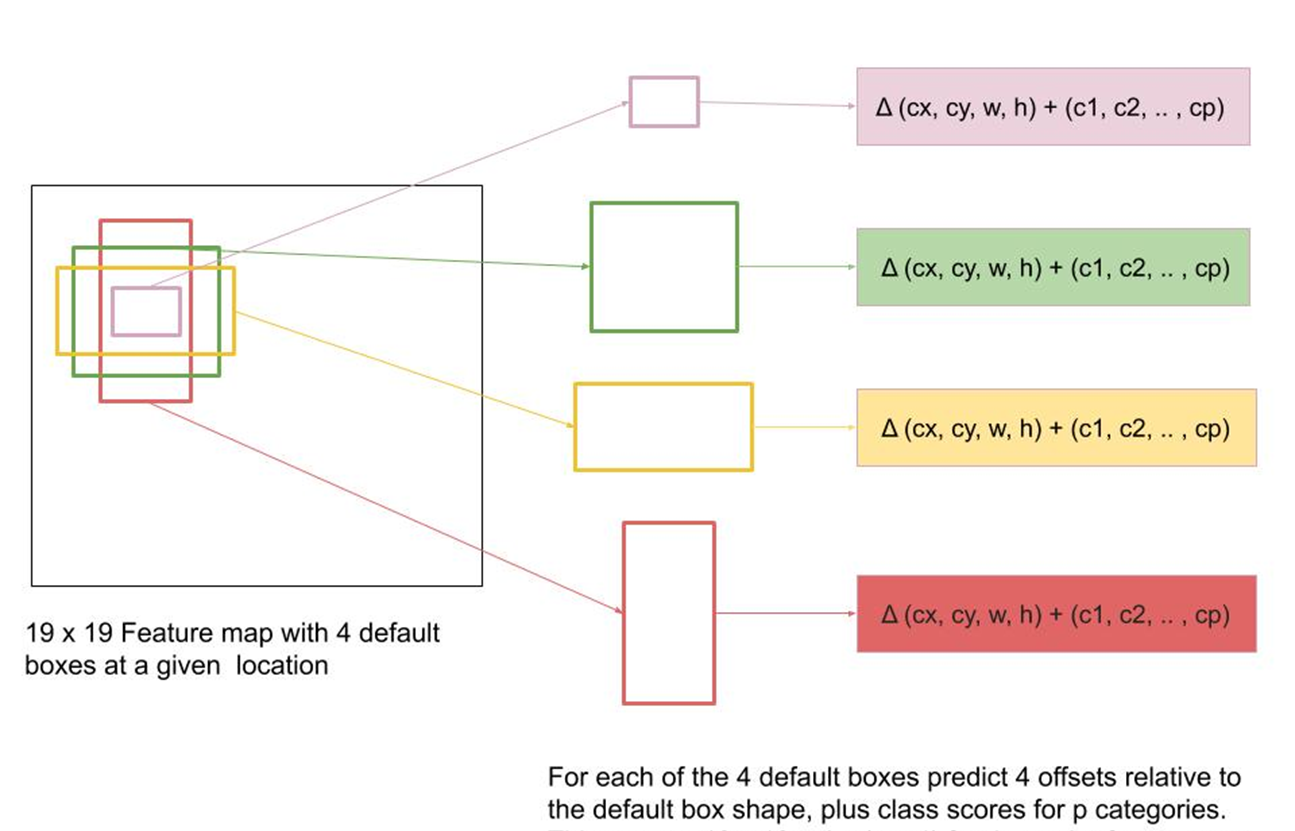 Δ (cx, cy, w, h) + (c1, c2, .. , cp)
Δ (cx, cy, w, h) + (c1, c2, .. , cp)
Δ (cx, cy, w, h) + (c1, c2, .. , cp)
Δ (cx, cy, w, h) + (c1, c2, .. , cp)
19 x 19 Feature map with 4 default
boxes at a given location
For each of the 4 default boxes predict 4 offsets relative to
the default box shape, plus class scores for p categories.